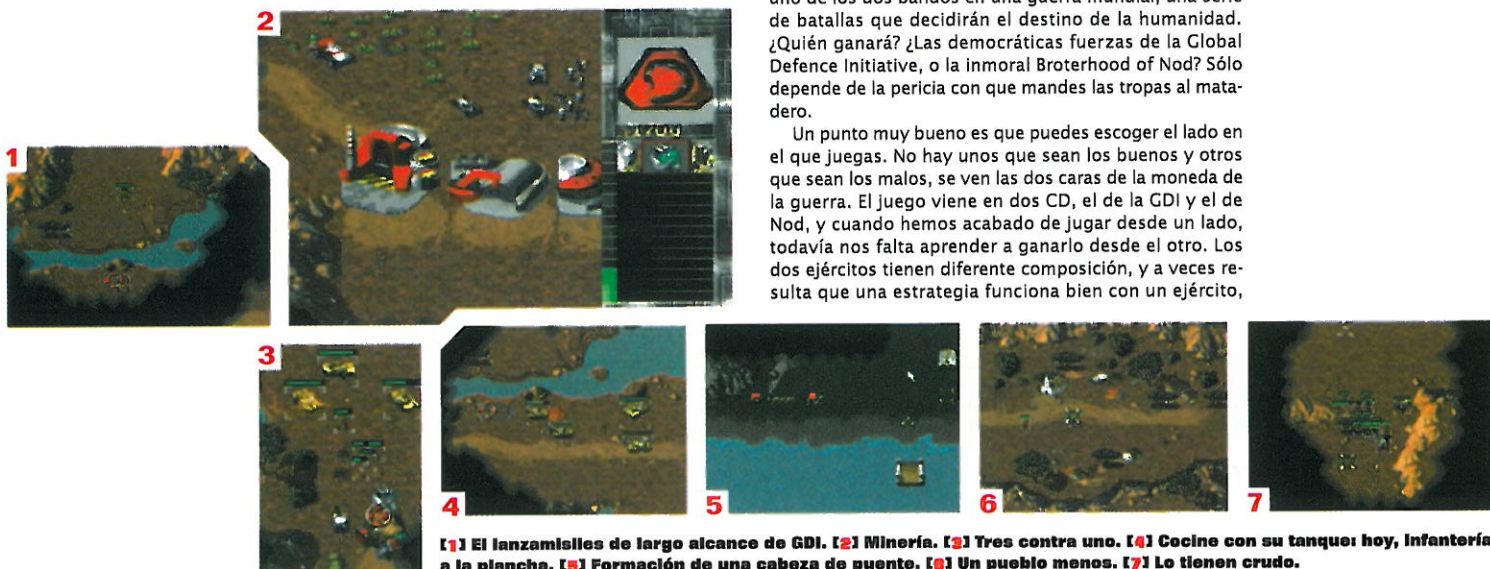 uno de los dos bandos en una guerra mundial, una serie
de batallas que decidirán el destino de la humanidad.
¿Quién ganará? ¿Las democráticas fuerzas de la Global
Defence Initiative, o la inmoral Broterhood of Nod? Sólo
depende de la pericia con que mandes las tropas al mata-
dero.
Un punto muy bueno es que puedes escoger el lado en
el que juegas. No hay unos que sean los buenos y otros
que sean los malos, se ven las dos caras de la moneda de
la guerra. El juego viene en dos CD, el de la GDI y el de
Nod, y cuando hemos acabado de jugar desde un lado,
todavía nos falta aprender a ganarlo desde el otro. Los
dos ejércitos tienen diferente composición, y a veces re-
sulta que una estrategia funciona bien con un ejército,
1
2
3
4
5
6
7
[1] El lanzamisiles de largo alcance de GDI. [2] Minería. [3] Tres contra uno. [4] Cocine con su tanque: hoy, infantería
a la plancha. [5] Formación de una cabeza de puente. [6] Un pueblo menos. [7] Lo tienen crudo.